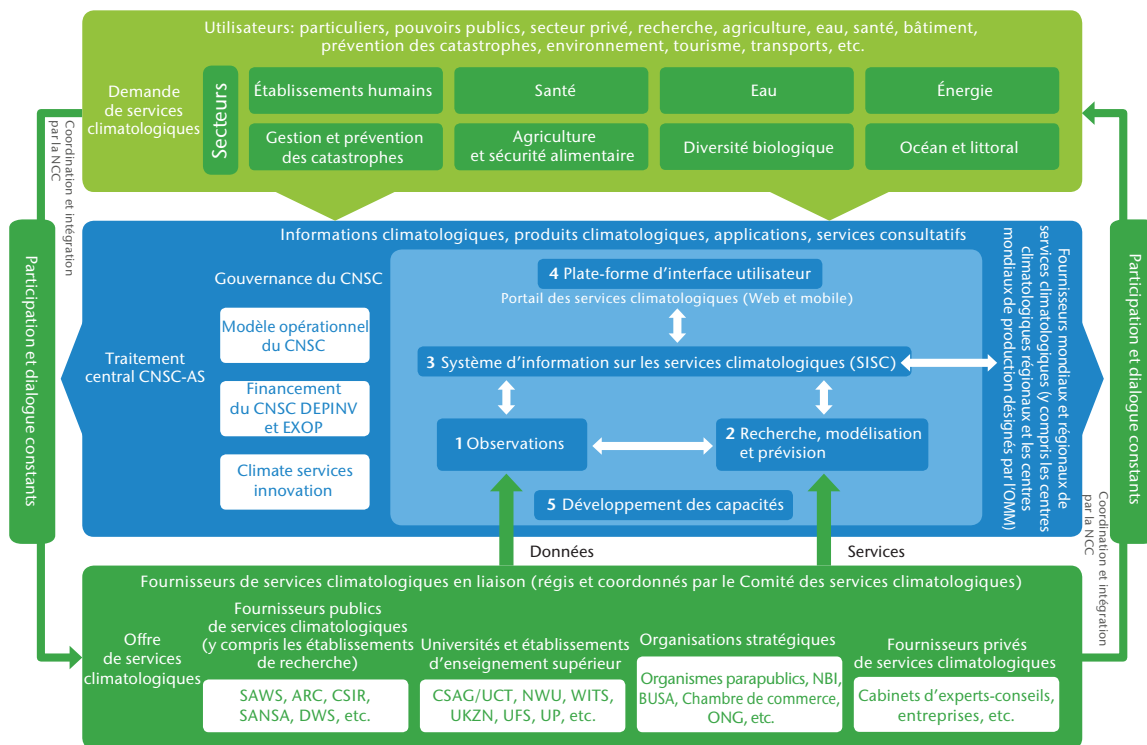 Utilisateurs: particuliers, pouvoirs publics, secteur privé, recherche, agriculture, eau, santé, bâtiment,
prévention des catastrophes, environnement, tourisme, transports, etc.
Demande
de services
climatologiques
Secteurs
Établissements humains
Santé
Eau
Énergie
Gestion et prévention
des catastrophes
Agriculture
et sécurité alimentaire
Diversité biologique
Océan et littoral
Coordination et intégration
par la NCC
Participation et dialogue constants
Informations climatologiques, produits climatologiques, applications, services consultatifs
Traitement
central CNSC-AS
Gouvernance du CNSC
Modèle opérationnel
du CNSC
Financement
du CNSC DEPINV
et EXOP
Climate services
innovation
4 Plate-forme d'interface utilisateur
Portail des services climatologiques (Web et mobile)
3 Système d'information sur les services climatologiques (SISC)
1 Observations
2 Recherche, modélisation
et prévision
5 Développement des capacités
Fournisseurs mondiaux et régionaux de
services climatologiques (y compris les centres
climatologiques régionaux et les centres
mondiaux de production désignés par l'OMM)
Participation et dialogue constants
Coordination et intégration
par la NCC
Données
Services
Fournisseurs de services climatologiques en liaison (régis et coordonnés par le Comité des services climatologiques)
Offre
de services
climatologiques
Fournisseurs publics
de services climatologiques
(y compris les établissements
de recherche)
SAWS, ARC, CSIR,
SANSA, DWS, etc.
Universités et établissements
d'enseignement supérieur
CSAG/UCT, NWU, WITS,
UKZN, UFS, UP, etc.
Organisations stratégiques
Organismes parapublics, NBI,
BUSA, Chambre de commerce,
ONG, etc.
Fournisseurs privés
de services climatologiques
Cabinets d'experts-conseils,
entreprises, etc.